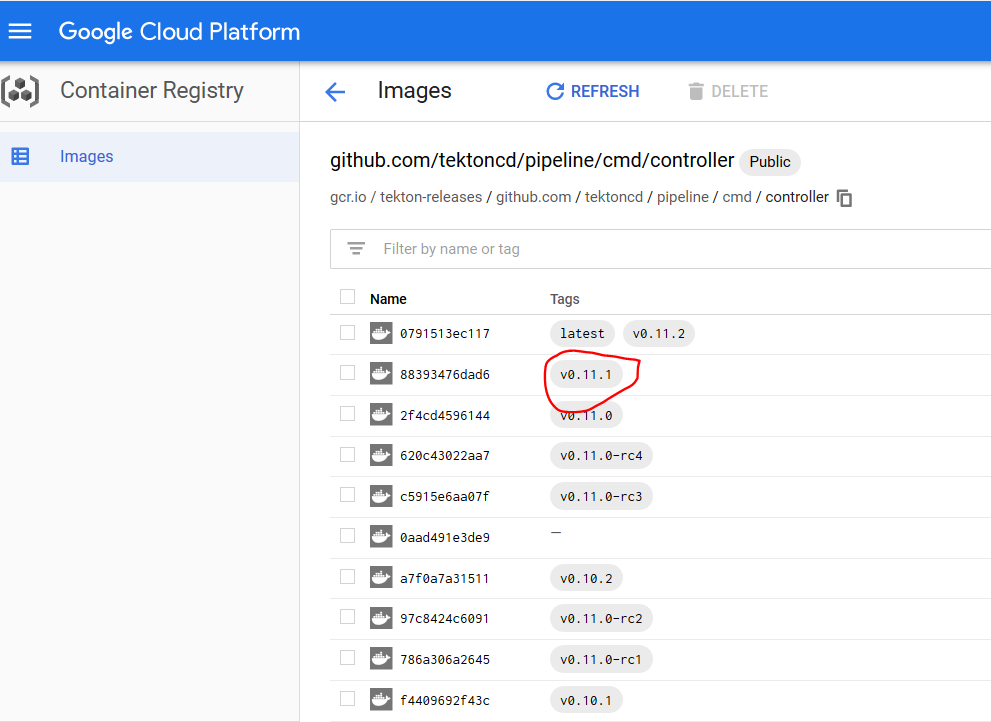 Google Cloud Platform
Container Registry
Images
REFRESH
DELETE
Images
github.com/tektoncd/pipeline/cmd/controller Public
gcr.io / tekton-releases / github.com / tektoncd / pipeline / cmd / controller
Filter by name or tag
Name Tags
0791513ec117 latest v0.11.2
88393476dad6 v0.11.1
2f4cd4596144 v0.11.0
620c43022aa7 v0.11.0-rc4
c5915e6aa07f v0.11.0-rc3
0aad491e3de9 —
a7f0a7a31511 v0.10.2
97c8424c6091 v0.11.0-rc2
786a306a2645 v0.11.0-rc1
f4409692f43c v0.10.1